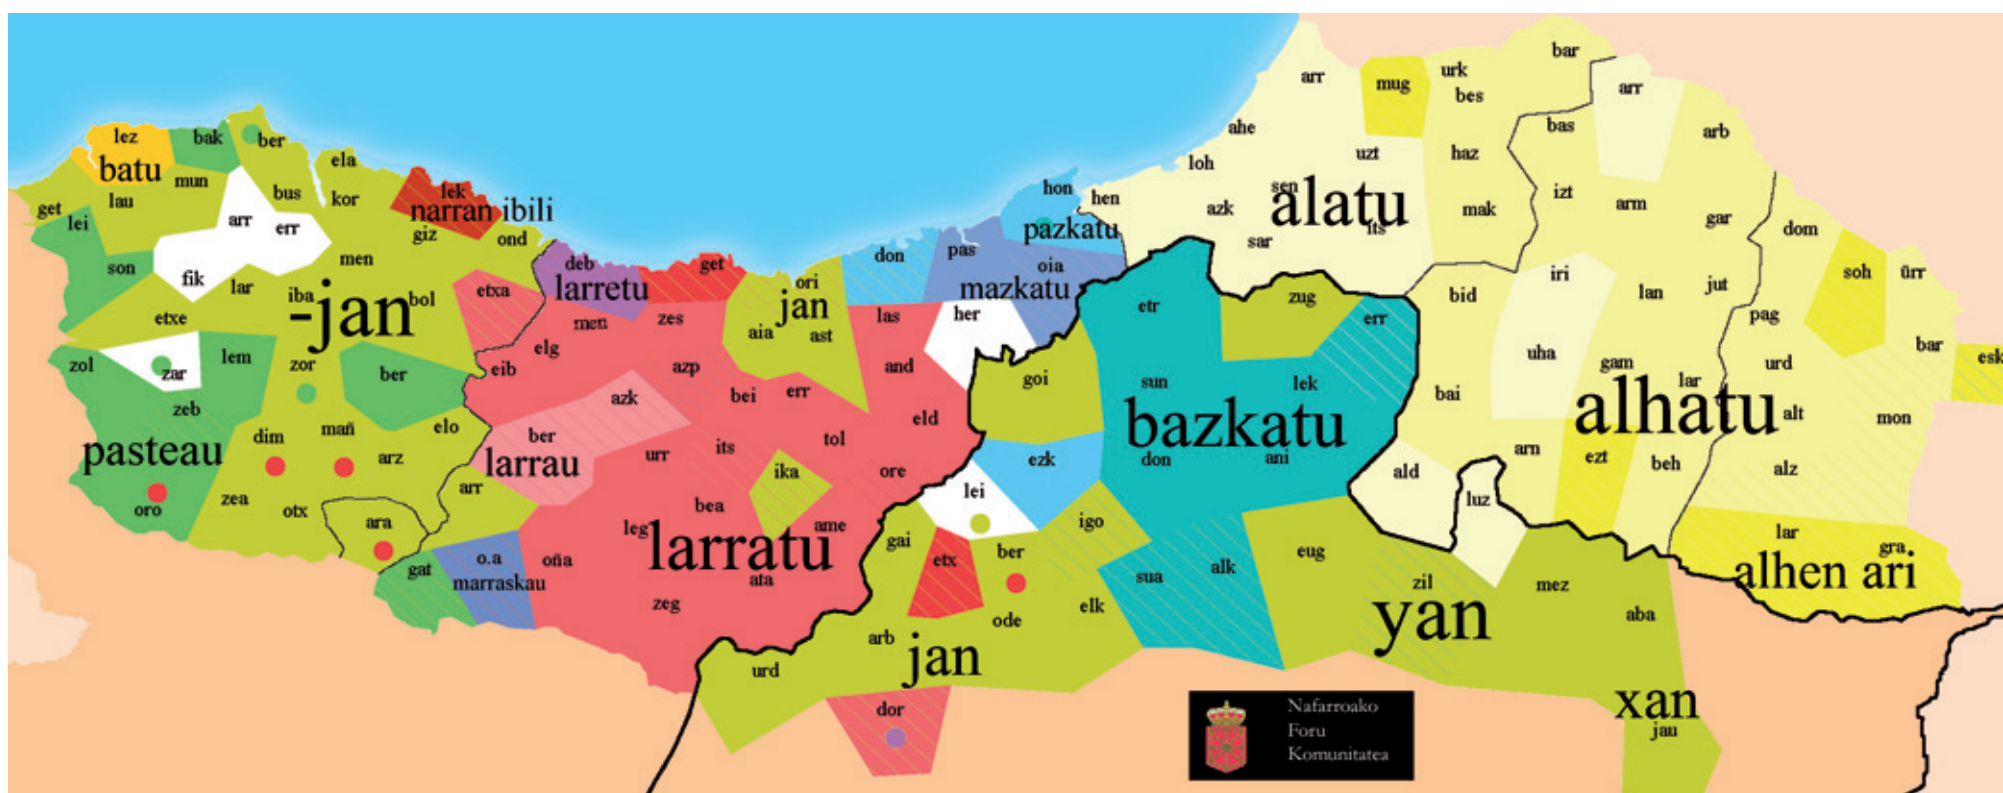 bar
arr
mug
urk
bes
arr
lez
bak
ber
ahe
bas
arb
batu
mun
ela
loh
uzt
haz
get
lau
bus
kor
lek
narran ibili
hon
hen
azk
sen
alatu
mak
izt
arm
gar
lei
arr
err
giz
ond
pazkatu
sar
its
dom
son
fik
lar
men
deb
get
don
pas
oia
iri
soh
ürr
etxe
iba
-jan
bol
etxa
larretu
ori
jan
mazkatu
etr
zug
err
bid
lan
jut
men
zes
aia
ast
las
her
pag
zol
zar
lem
zor
ber
eib
elg
azp
and
uha
gam
urd
bar
esk
zeb
azk
bei
err
goi
sun
lek
bai
lar
alhatu
alt
mon
pasteau
dim
mañ
elo
ber
larrau
its
tol
eld
bazkatu
arz
urr
ika
ore
ezk
don
ani
ald
arn
ezt
beh
alz
oro
zea
otx
ara
arr
bea
lei
luz
leg
larratu
ame
gai
igo
lar
gra
gat
o.a
marraskau
oña
ata
etx
ber
sua
alk
eug
zil
mez
alhen ari
zeg
arb
ode
elk
yan
aba
urd
jan
xan
dor
jau
Nafarroako
Foru
Komunitatea